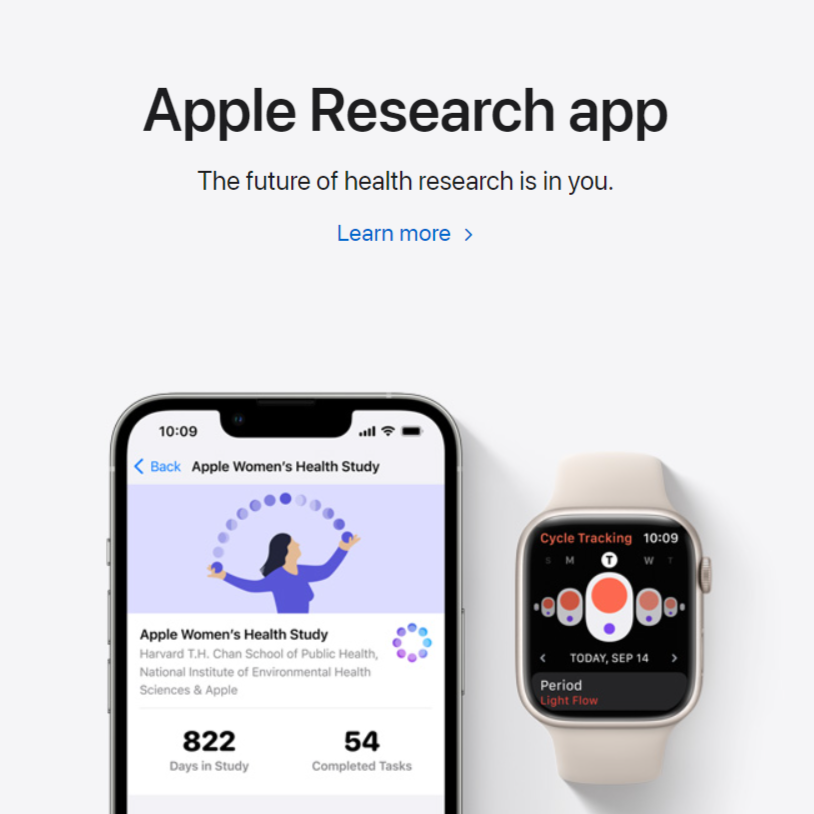 Apple Research app
The future of health research is in you.
Learn more >
10:09
< Back Apple Women's Health Study
Apple Women's Health Study
Harvard T.H. Chan School of Public Health,
National Institute of Environmental Health
Sciences & Apple
822 54
Days in Study Completed Tasks
Cycle Tracking 10:09
S M T W T
< TODAY, SEP 14 >
Period
Light Flow